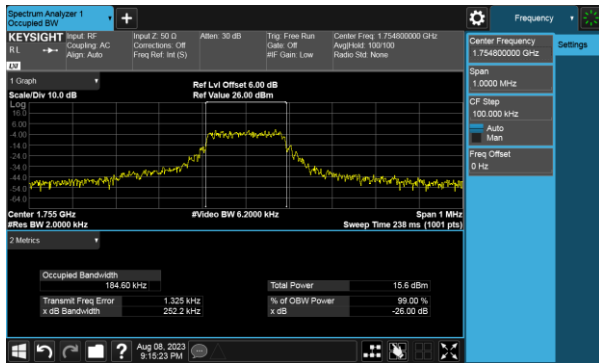 Spectrum Analyzer 1
Occupied BW
+
Frequency
KEYSIGHT
RL
Input: RF
Coupling: AC
Align: Auto
Input Z: 50 Ω
Corrections: Off
Freq Ref: Int (S)
Atten: 30 dB
Trig: Free Run
Gate: Off
#IF Gain: Low
Center Freq: 1.754800000 GHz
Avg|Hold: 100/100
Radio Std: None
LNI
1 Graph
Scale/Div 10.0 dB
Ref Lvl Offset 6.00 dB
Ref Value 26.00 dBm
Log
16.0
6.00
-4.00
-14.0
-24.0
-34.0
-44.0
-54.0
-64.0
Center 1.755 GHz
#Res BW 2.0000 kHz
#Video BW 6.2000 kHz
Span 1 MHz
Sweep Time 238 ms (1001 pts)
2 Metrics
Occupied Bandwidth
184.60 kHz
Total Power 15.6 dBm
Transmit Freq Error 1.325 kHz
% of OBW Power 99.00 %
x dB Bandwidth 252.2 kHz
x dB -26.00 dB
Center Frequency
1.754800000 GHz
Settings
Span
1.0000 MHz
CF Step
100.000 kHz
Auto
Man
Freq Offset
0 Hz
?
Aug 08, 2023
9:15:23 PM